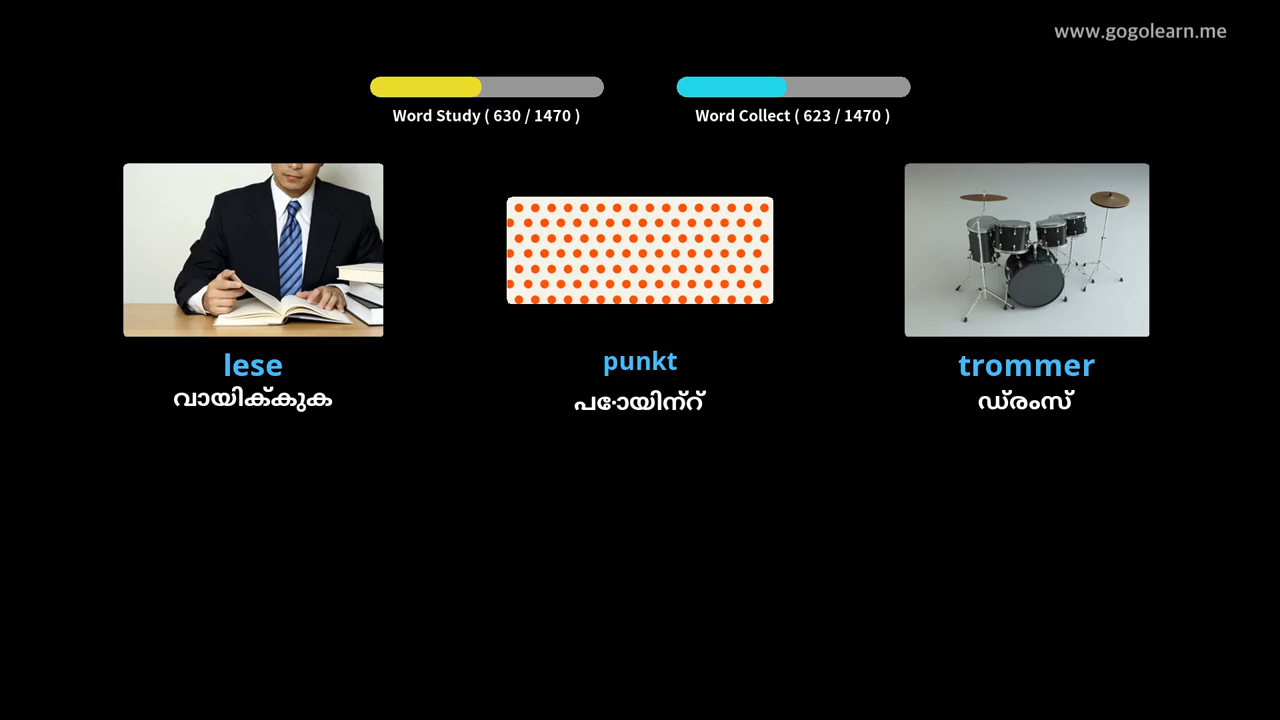 www.gogolearn.me
Word Study ( 630 / 1470 )
Word Collect ( 623 / 1470 )
lese
വായിക്കുക
punkt
പോയിന്റ്
trommer
ഡ്രംസ്